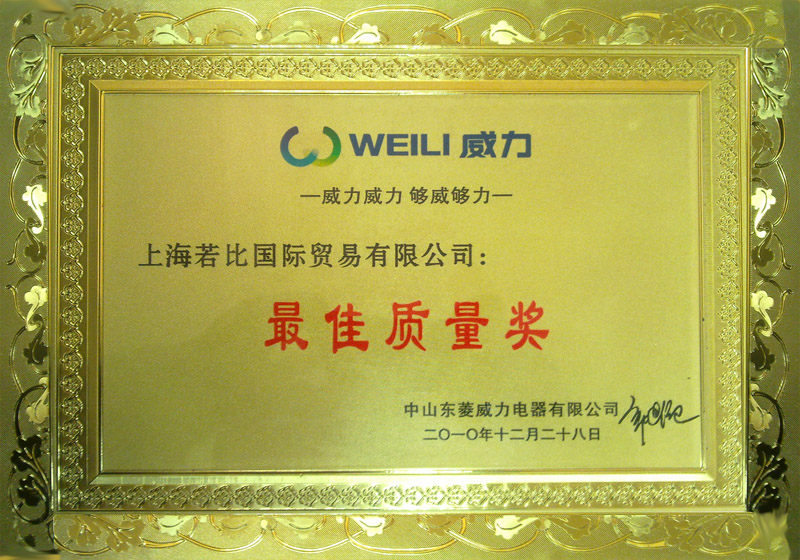 WEILI 威力
—威力威力 够威够力—
上海若比国际贸易有限公司：
最佳质量奖
中山东菱威力电器有限公司
二〇一〇年十二月二十八日